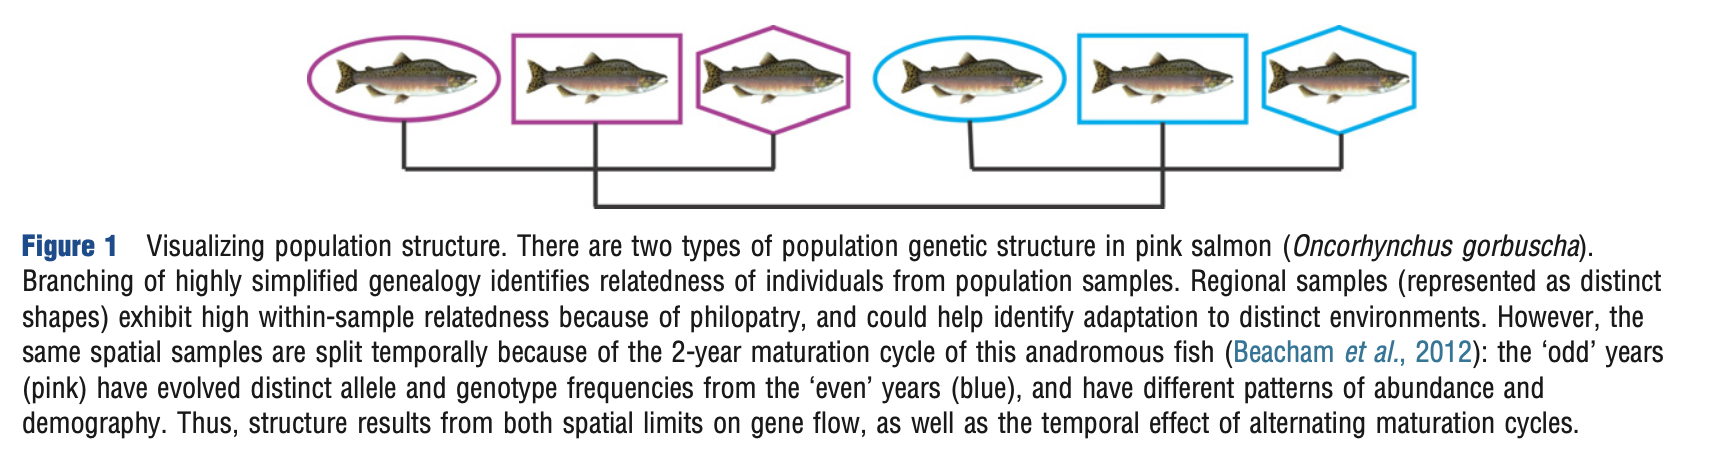 Figure 1 Visualizing population structure. There are two types of population genetic structure in pink salmon (Oncorhynchus gorbuscha).
Branching of highly simplified genealogy identifies relatedness of individuals from population samples. Regional samples (represented as distinct
shapes) exhibit high within-sample relatedness because of philopatry, and could help identify adaptation to distinct environments. However, the
same spatial samples are split temporally because of the 2-year maturation cycle of this anadromous fish (Beacham et al., 2012): the ‘odd’ years
(pink) have evolved distinct allele and genotype frequencies from the ‘even’ years (blue), and have different patterns of abundance and
demography. Thus, structure results from both spatial limits on gene flow, as well as the temporal effect of alternating maturation cycles.